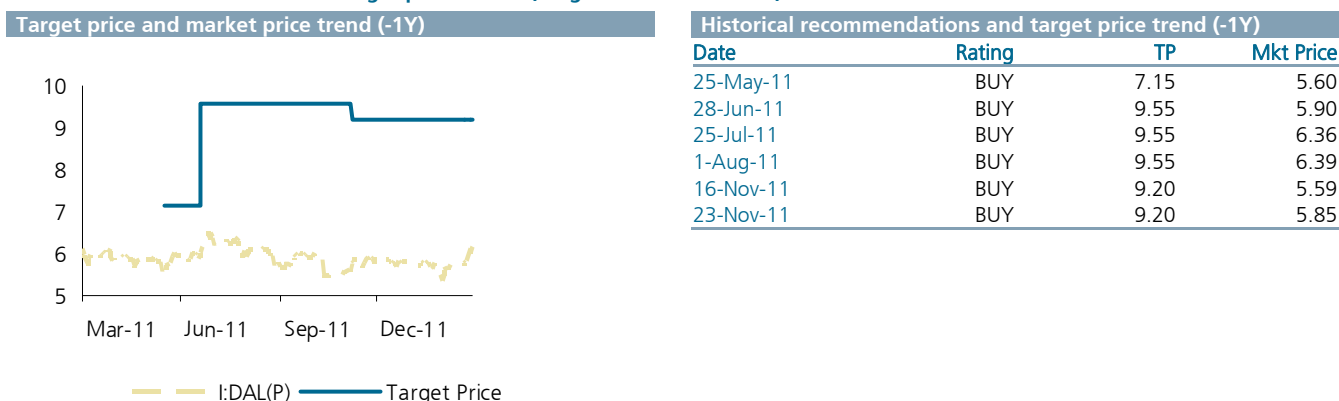 Target price and market price trend (-1Y)
10
9
8
7
6
5
Mar-11 Jun-11 Sep-11 Dec-11
I:DAL(P) Target Price
Historical recommendations and target price trend (-1Y)
Date Rating TP Mkt Price
25-May-11 BUY 7.15 5.60
28-Jun-11 BUY 9.55 5.90
25-Jul-11 BUY 9.55 6.36
1-Aug-11 BUY 9.55 6.39
16-Nov-11 BUY 9.20 5.59
23-Nov-11 BUY 9.20 5.85